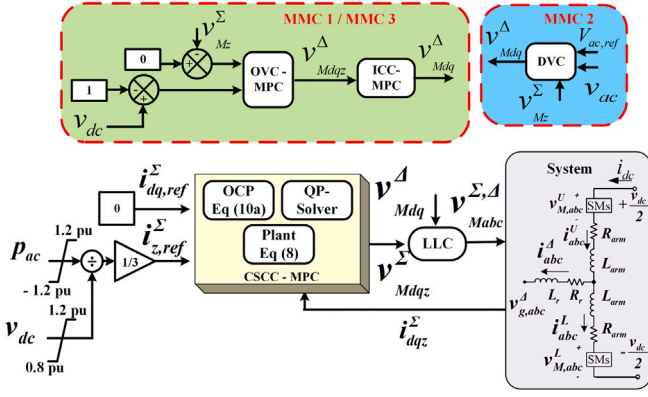 MMC 1 / MMC 3
v^Σ_Mz
0
OVC - MPC
v^Δ_Mdqz
ICC- MPC
v^Δ_Mdq
1
v_dc
MMC 2
v^Δ_Mdq
DVC
V_ac,ref
v_ac
v^Σ_Mz
i^Σ_dq,ref
0
i^Σ_z,ref
1.2 pu
p_ac
- 1.2 pu
÷
1/3
1.2 pu
v_dc
0.8 pu
OCP Eq (10a)
QP- Solver
Plant Eq (8)
CSCC - MPC
v^Δ_Mdq
v^Σ_Mdqz
LLC
v^Σ,Δ_Mabc
i^Σ_dqz
System
i_dc
v^U_M,abc
SMs
+ v_dc/2
i^U_abc
R_arm
i^Δ_abc
L_arm
L_r R_r
L_arm
v^Δ_g,abc
i^L_abc
R_arm
v^L_M,abc
SMs
- v_dc/2